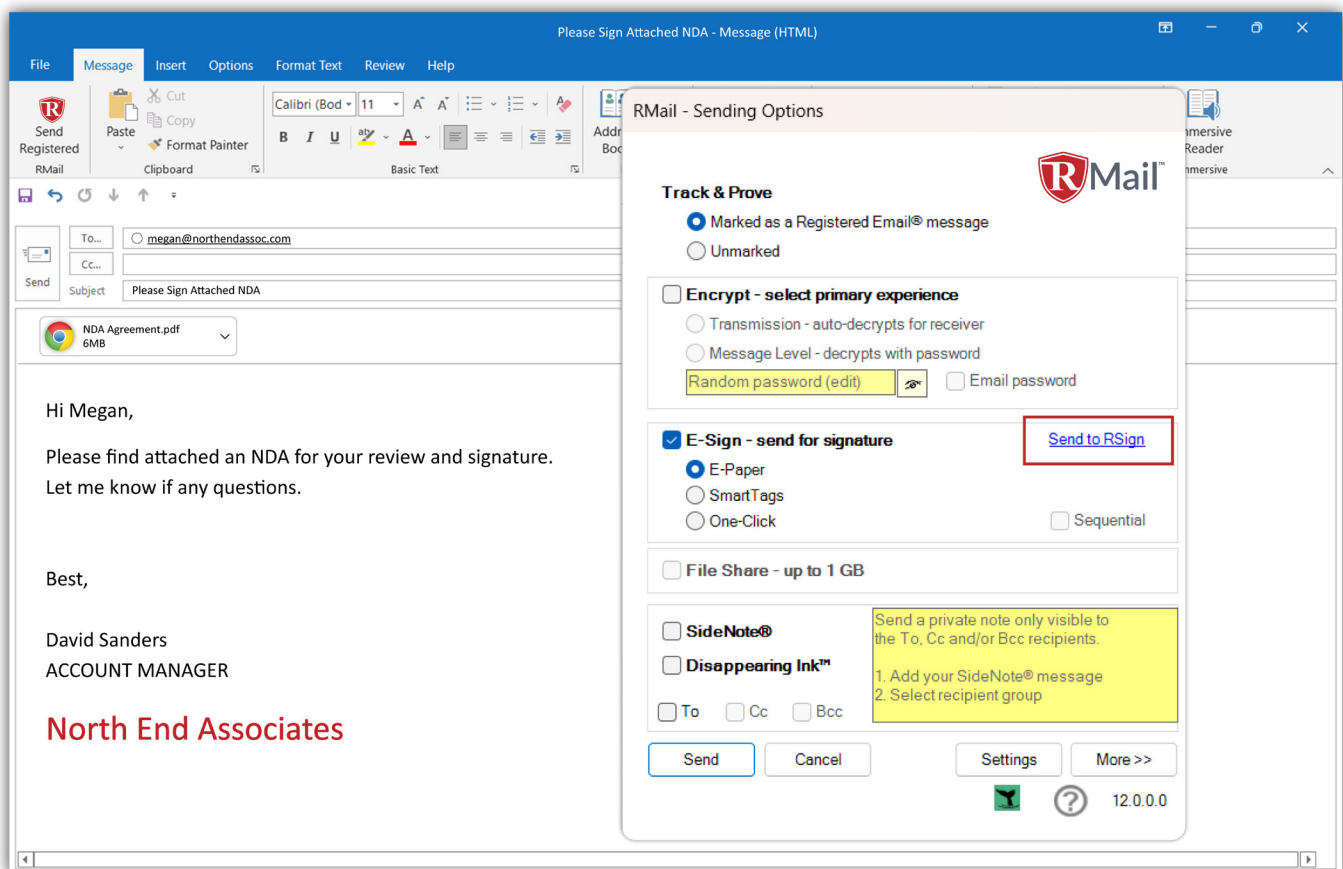 Please Sign Attached NDA - Message (HTML)
File Message Insert Options Format Text Review Help
Send Registered
RMail
Paste
Cut
Copy
Format Painter
Clipboard
Calibri (Bod 11
B I U
Basic Text
Addr
Boo
mmersive
Reader
mmersive
Send
To... megan@northendassoc.com
Cc...
Subject Please Sign Attached NDA
NDA Agreement.pdf
6MB
Hi Megan,
Please find attached an NDA for your review and signature.
Let me know if any questions.
Best,
David Sanders
ACCOUNT MANAGER
North End Associates
RMail - Sending Options
RMail™
Track & Prove
Marked as a Registered Email® message
Unmarked
Encrypt - select primary experience
Transmission - auto-decrypts for receiver
Message Level - decrypts with password
Random password (edit) Email password
E-Sign - send for signature Send to RSign
E-Paper
SmartTags
One-Click Sequential
File Share - up to 1 GB
SideNote®
Disappearing Ink™
To Cc Bcc
Send a private note only visible to
the To, Cc and/or Bcc recipients.
1. Add your SideNote® message
2. Select recipient group
Send Cancel Settings More >>
12.0.0.0